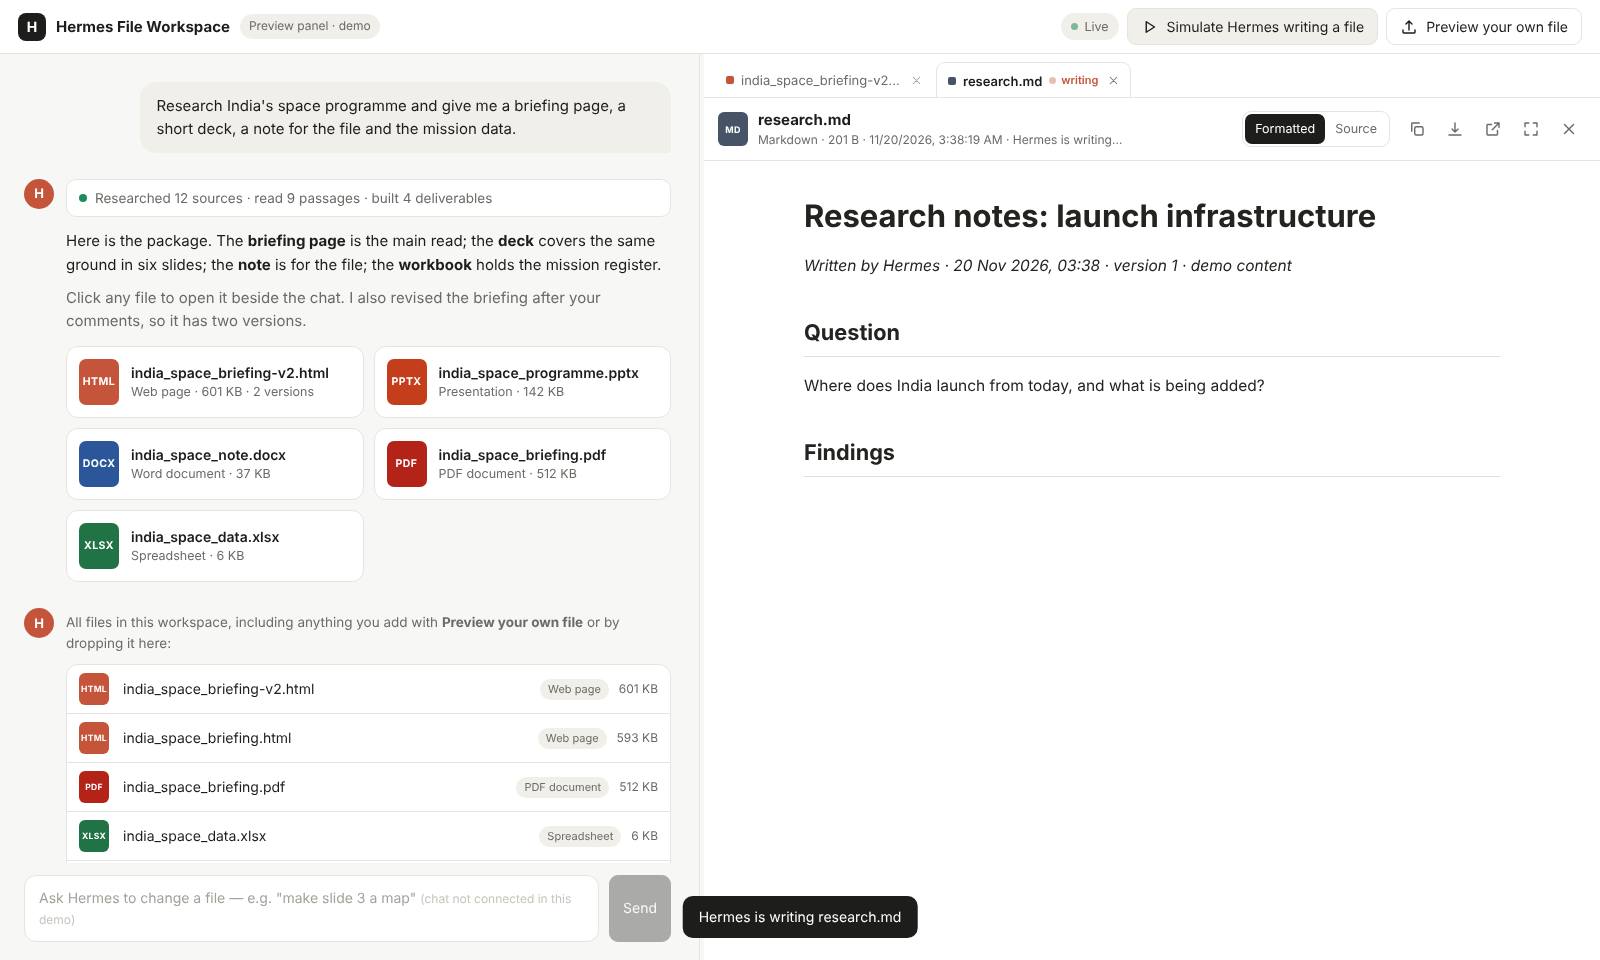 H Hermes File Workspace Preview panel · demo
Live
Simulate Hermes writing a file
Preview your own file
Research India's space programme and give me a briefing page, a
short deck, a note for the file and the mission data.
H
Researched 12 sources · read 9 passages · built 4 deliverables
Here is the package. The briefing page is the main read; the deck covers the same
ground in six slides; the note is for the file; the workbook holds the mission register.
Click any file to open it beside the chat. I also revised the briefing after your
comments, so it has two versions.
HTML
india_space_briefing-v2.html
Web page · 601 KB · 2 versions
PPTX
india_space_programme.pptx
Presentation · 142 KB
DOCX
india_space_note.docx
Word document · 37 KB
PDF
india_space_briefing.pdf
PDF document · 512 KB
XLSX
india_space_data.xlsx
Spreadsheet · 6 KB
H
All files in this workspace, including anything you add with Preview your own file or by
dropping it here:
HTML india_space_briefing-v2.html Web page 601 KB
HTML india_space_briefing.html Web page 593 KB
PDF india_space_briefing.pdf PDF document 512 KB
XLSX india_space_data.xlsx Spreadsheet 6 KB
Ask Hermes to change a file — e.g. "make slide 3 a map" (chat not connected in this
demo)
Send
india_space_briefing-v2...
research.md writing
MD
research.md
Markdown · 201 B · 11/20/2026, 3:38:19 AM · Hermes is writing...
Formatted Source
Research notes: launch infrastructure
Written by Hermes · 20 Nov 2026, 03:38 · version 1 · demo content
Question
Where does India launch from today, and what is being added?
Findings
Hermes is writing research.md